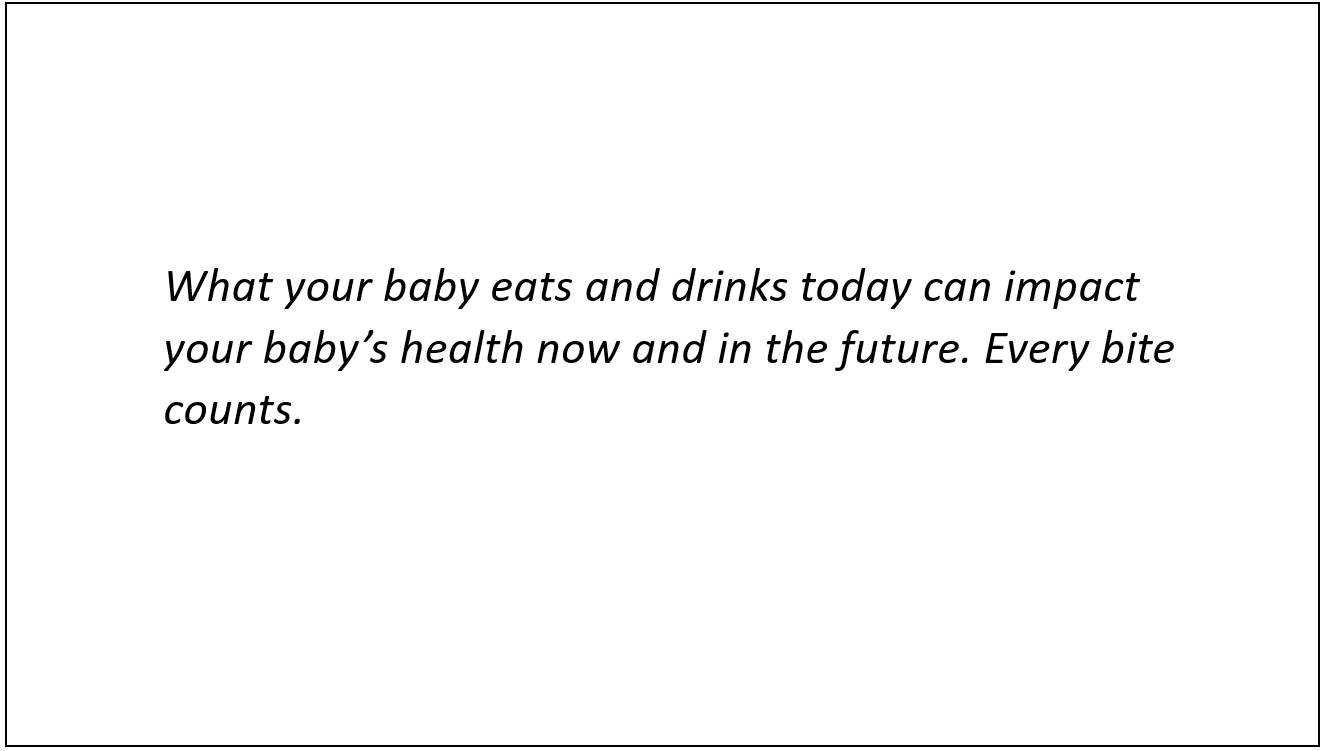 What your baby eats and drinks today can impact
your baby’s health now and in the future. Every bite
counts.